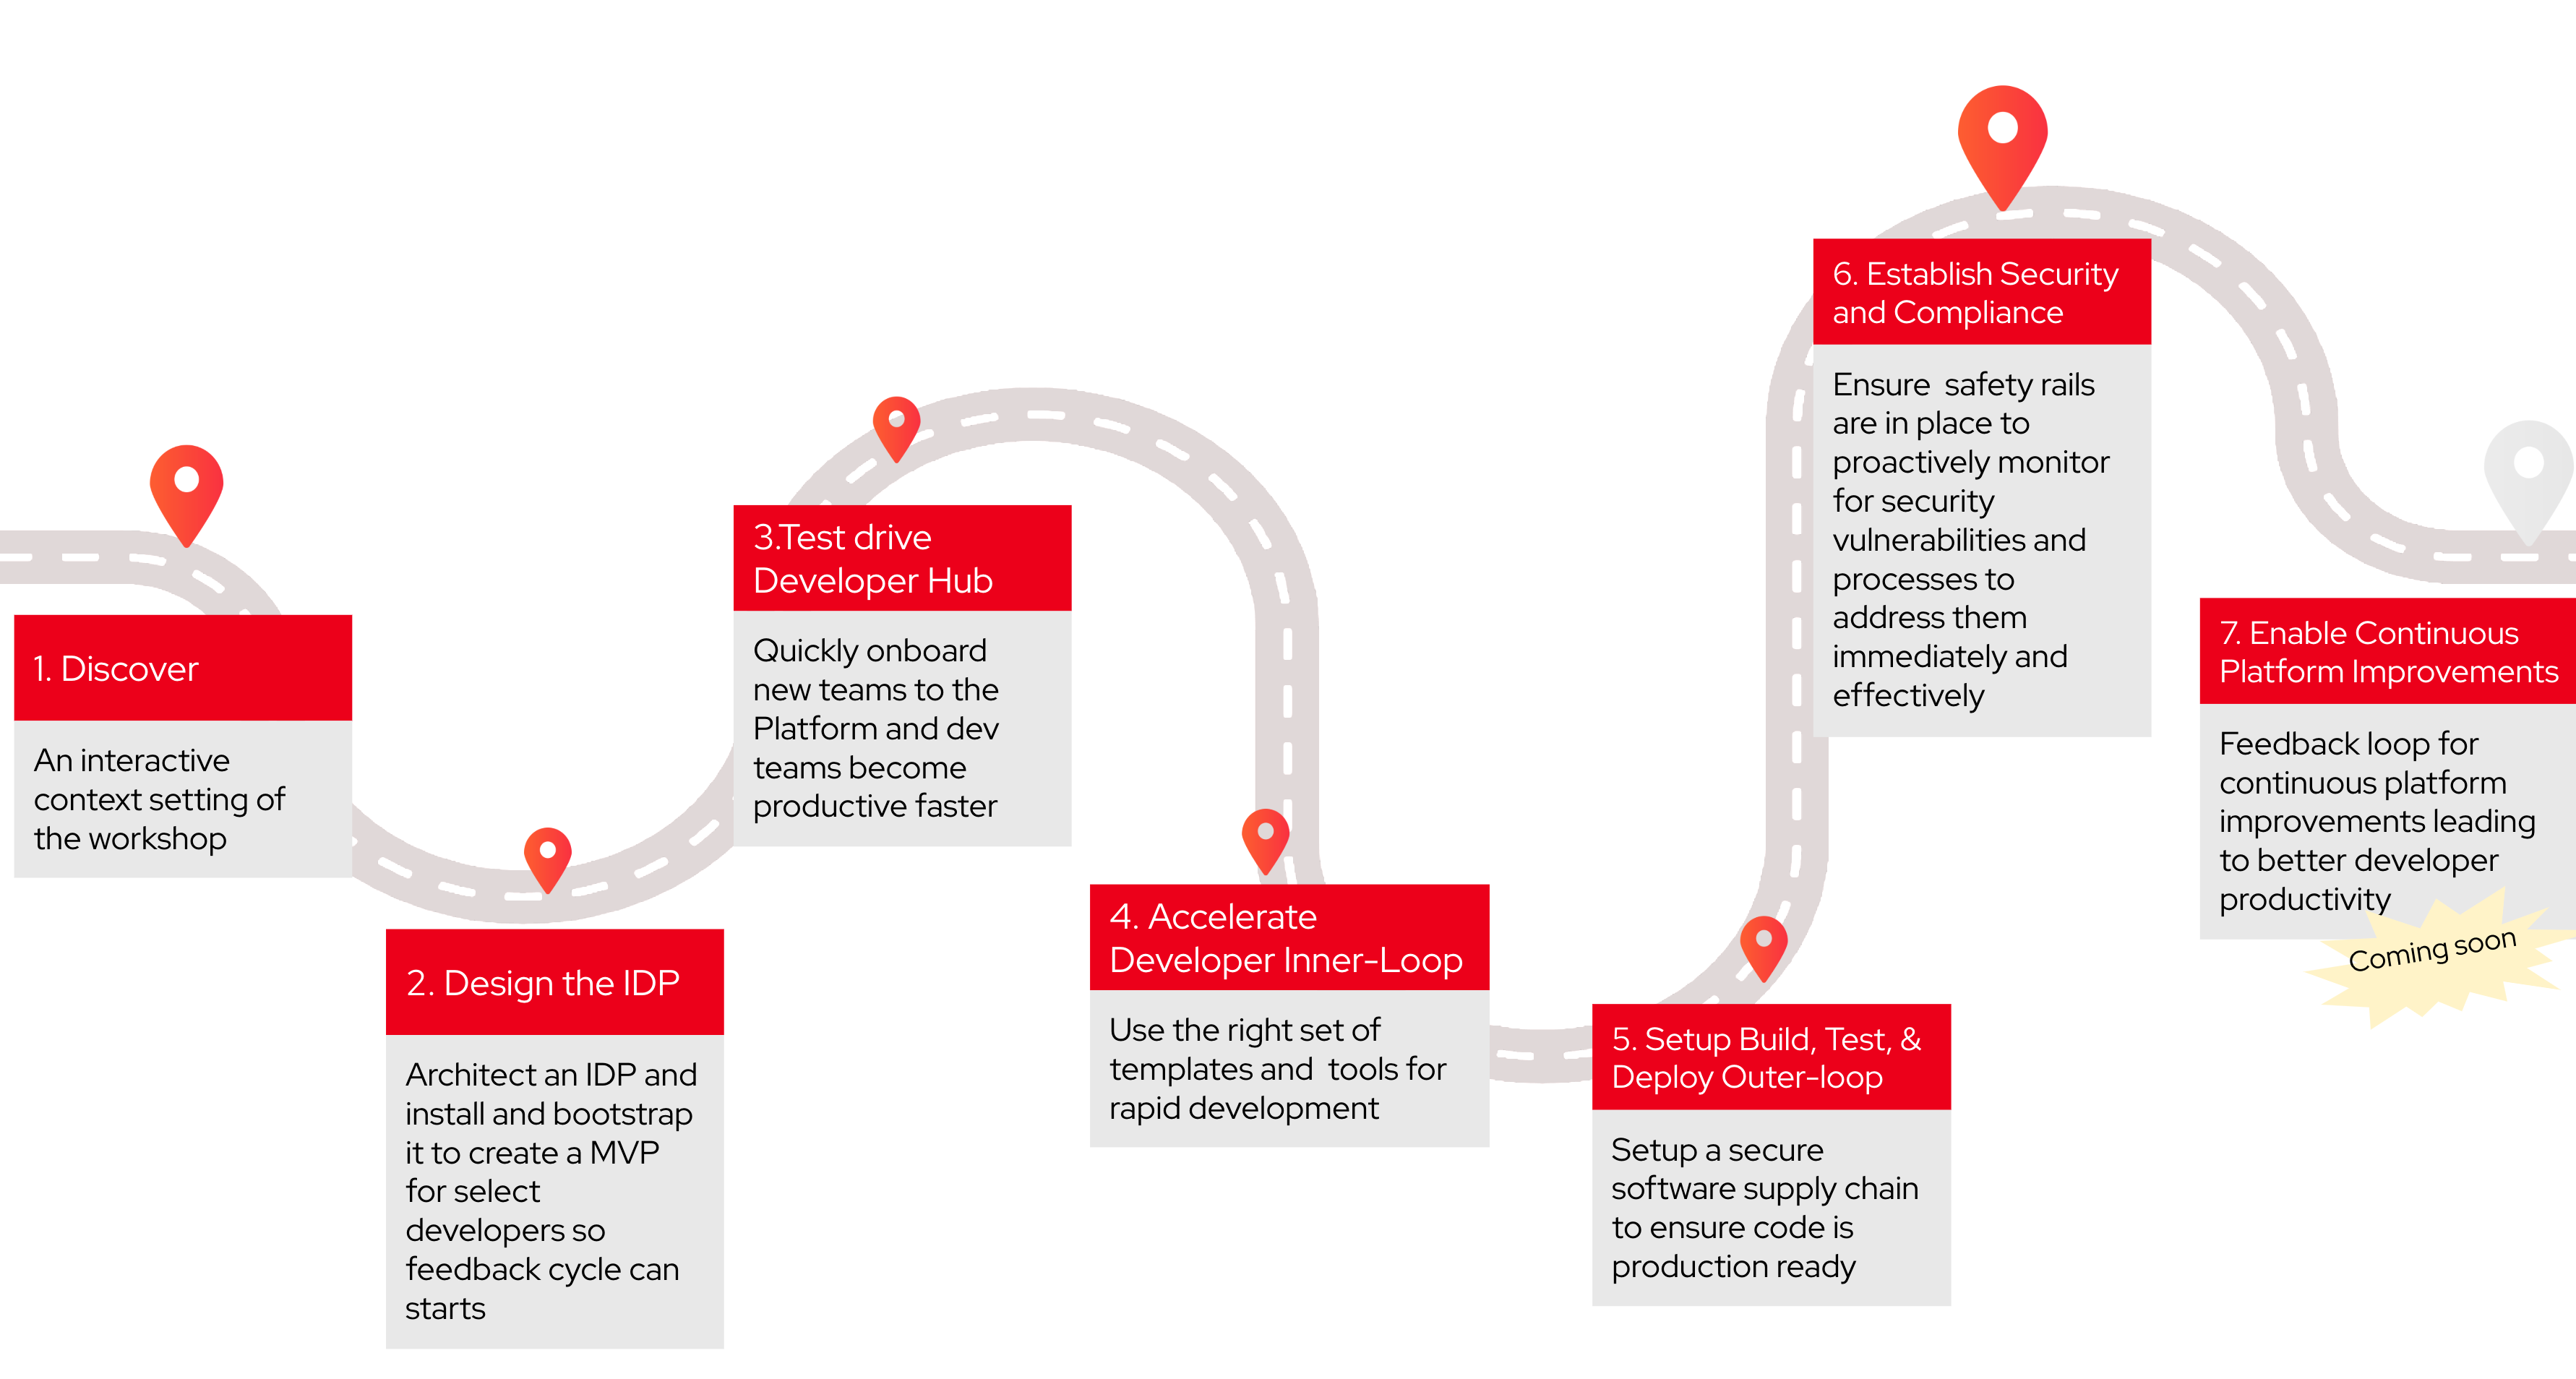 1. Discover
An interactive
context setting of
the workshop
2. Design the IDP
Architect an IDP and
install and bootstrap
it to create a MVP
for select
developers so
feedback cycle can
starts
3.Test drive
Developer Hub
Quickly onboard
new teams to the
Platform and dev
teams become
productive faster
4. Accelerate
Developer Inner-Loop
Use the right set of
templates and  tools for
rapid development
5. Setup Build, Test, &
Deploy Outer-loop
Setup a secure
software supply chain
to ensure code is
production ready
6. Establish Security
and Compliance
Ensure  safety rails
are in place to
proactively monitor
for security
vulnerabilities and
processes to
address them
immediately and
effectively
7. Enable Continuous
Platform Improvements
Feedback loop for
continuous platform
improvements leading
to better developer
productivity
Coming soon